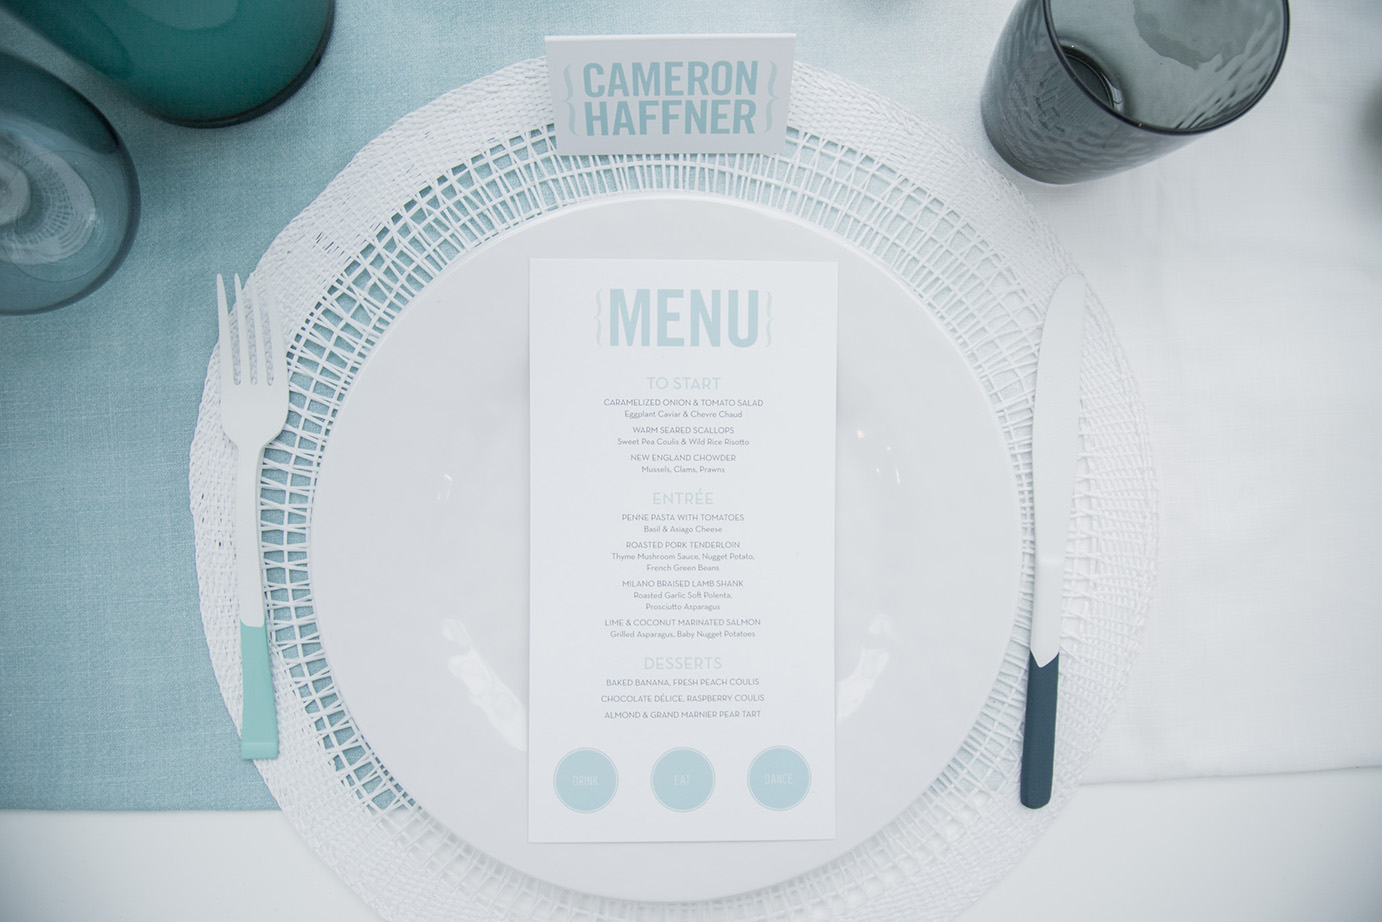 {CAMERON
HAFFNER}
{MENU}
TO START
CARAMELIZED ONION & TOMATO SALAD
Eggplant Caviar & Chevre Chaud
WARM SEARED SCALLOPS
Sweet Pea Coulis & Wild Rice Risotto
NEW ENGLAND CHOWDER
Mussels, Clams, Prawns
ENTRÉE
PENNE PASTA WITH TOMATOES
Basil & Asiago Cheese
ROASTED PORK TENDERLOIN
Thyme Mushroom Sauce, Nugget Potato,
French Green Beans
MILANO BRAISED LAMB SHANK
Roasted Garlic Soft Polenta,
Prosciutto Asparagus
LIME & COCONUT MARINATED SALMON
Grilled Asparagus, Baby Nugget Potatoes
DESSERTS
BAKED BANANA, FRESH PEACH COULIS
CHOCOLATE DÉLICE, RASPBERRY COULIS
ALMOND & GRAND MARNIER PEAR TART
DRINK EAT DANCE